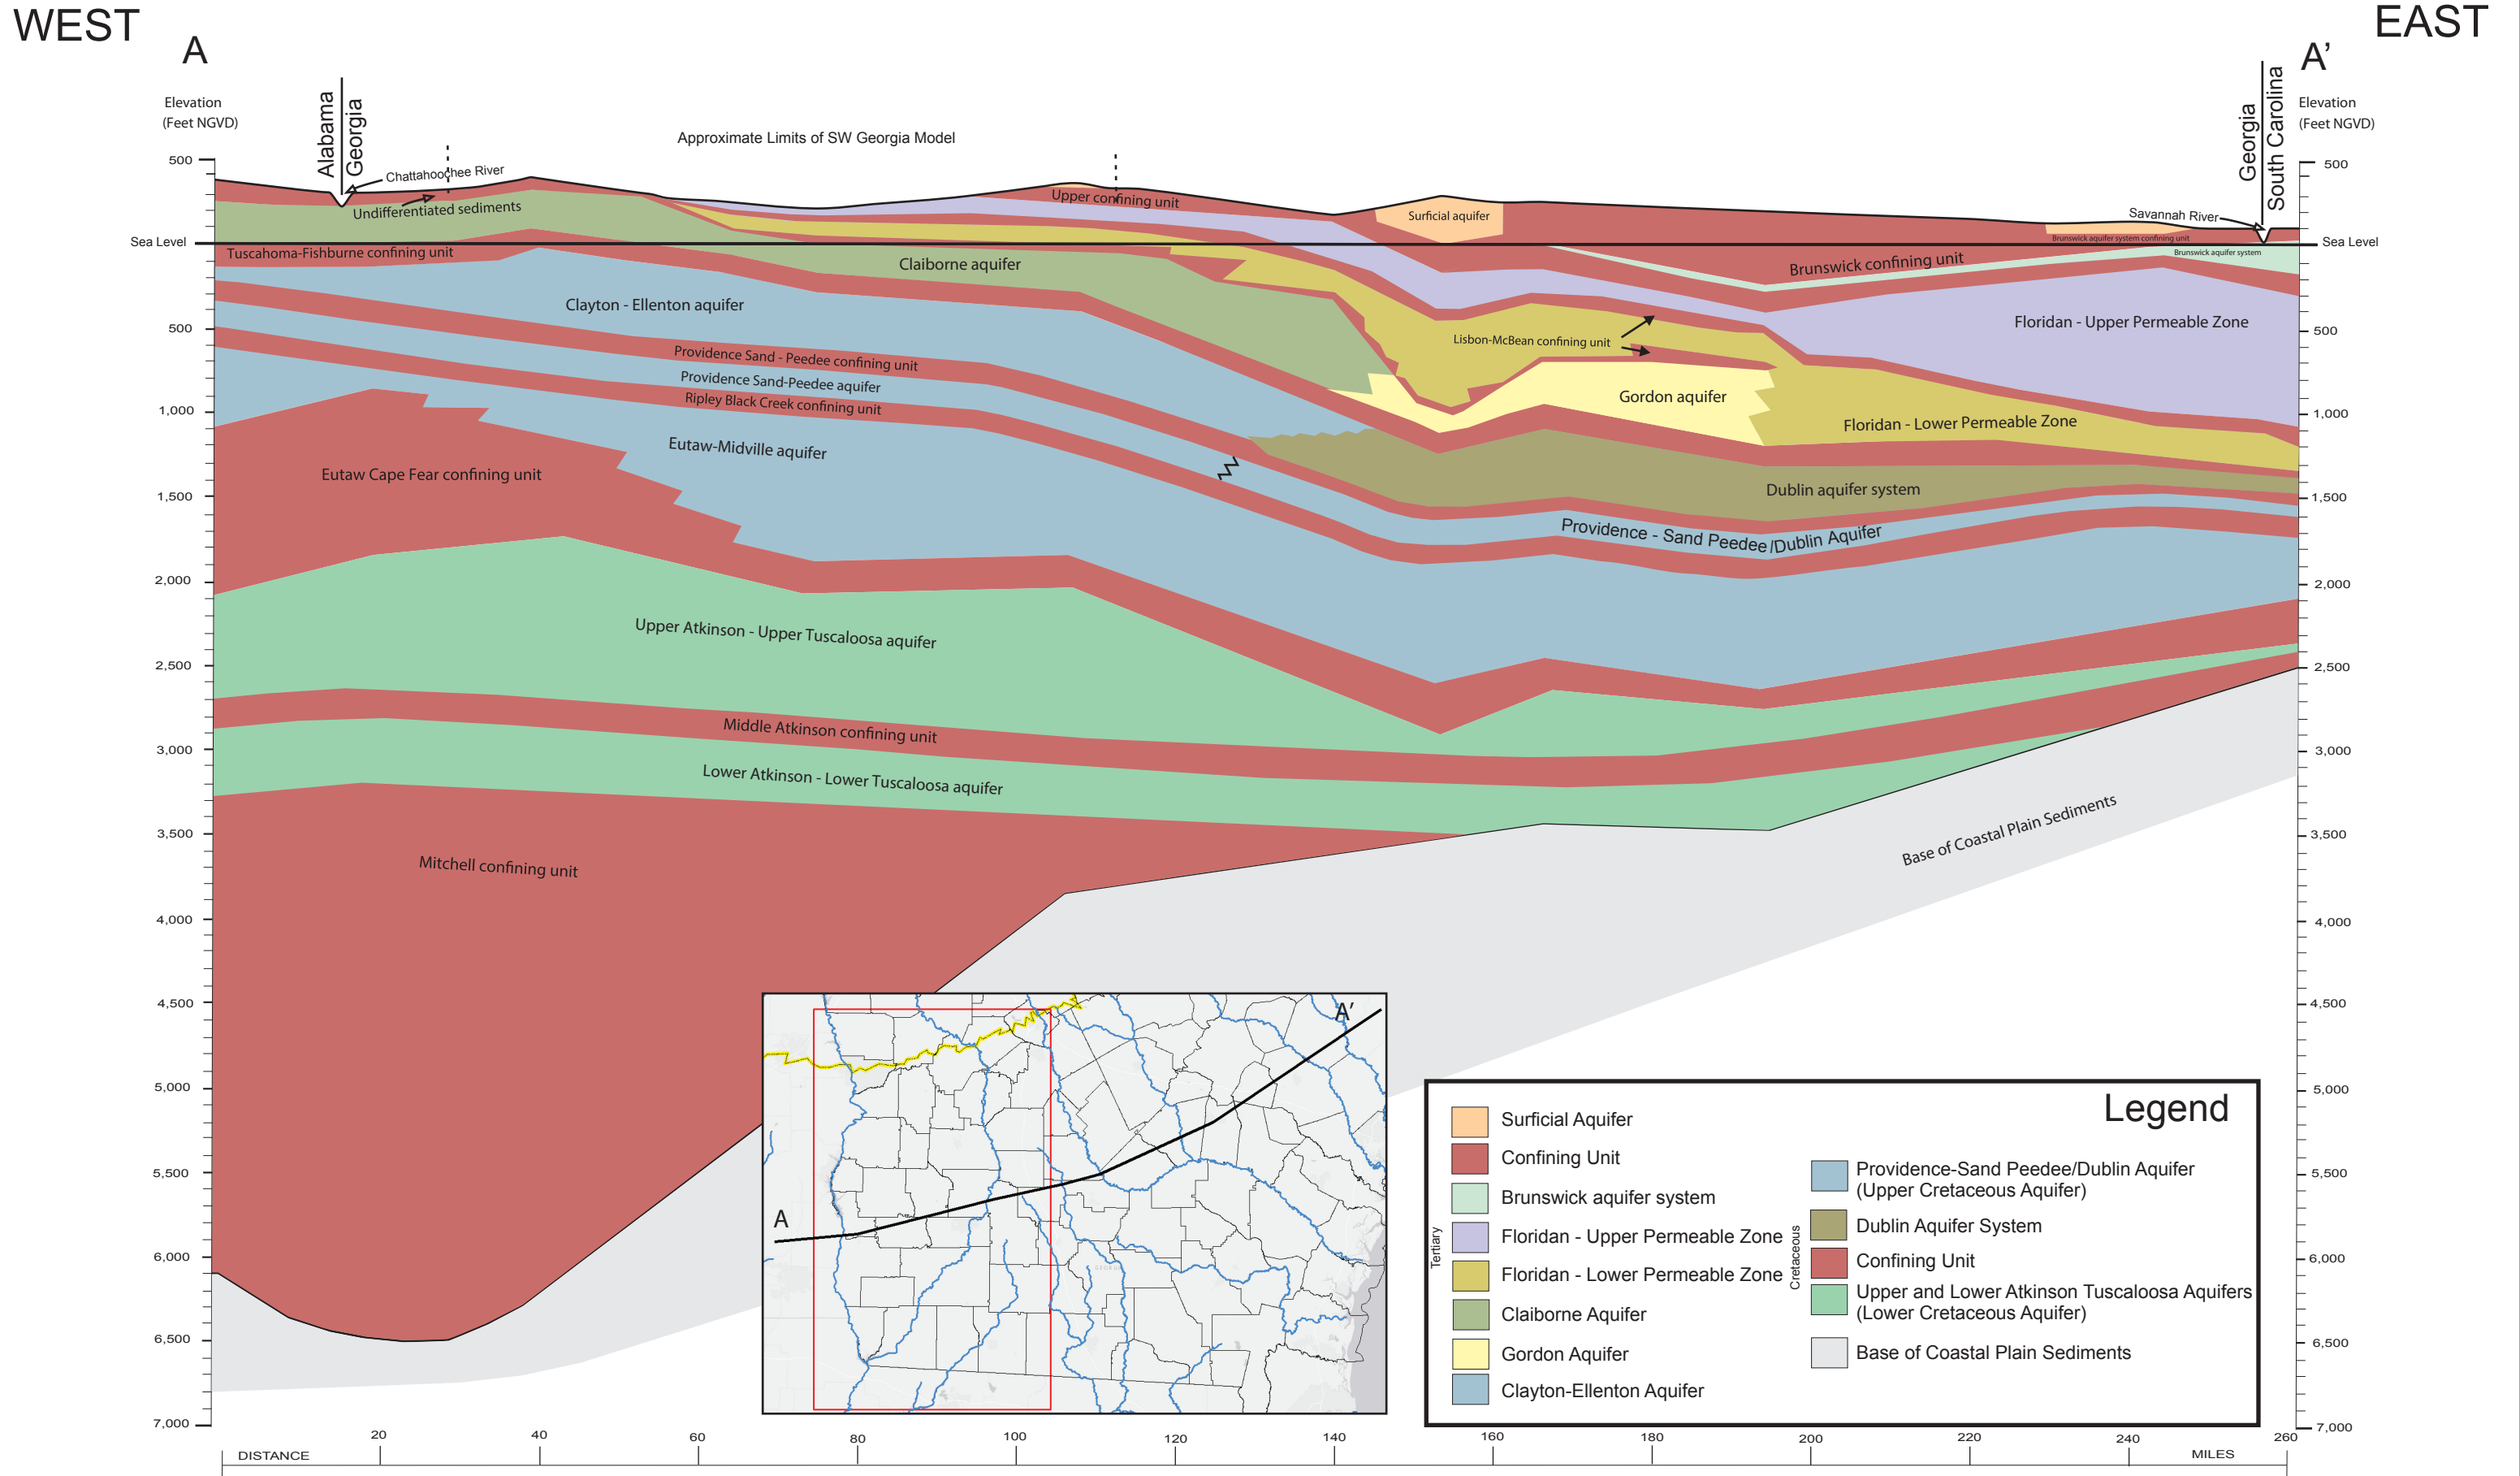 WEST
EAST
A
A’
Elevation
(Feet NGVD)
Elevation
(Feet NGVD)
Alabama
Georgia
Georgia
South Carolina
Approximate Limits of SW Georgia Model
Chattahoochee River
Undifferentiated sediments
Upper confining unit
Surficial aquifer
Savannah River
Brunswick aquifer system confining unit
Brunswick aquifer system
Sea Level
Sea Level
Tuscahoma-Fishburne confining unit
Claiborne aquifer
Brunswick confining unit
Clayton - Ellenton aquifer
Floridan - Upper Permeable Zone
Lisbon-McBean confining unit
Providence Sand - Peedee confining unit
Providence Sand-Peedee aquifer
Ripley Black Creek confining unit
Gordon aquifer
Floridan - Lower Permeable Zone
Eutaw-Midville aquifer
Eutaw Cape Fear confining unit
Dublin aquifer system
Providence - Sand Peedee /Dublin Aquifer
Upper Atkinson - Upper Tuscaloosa aquifer
Middle Atkinson confining unit
Lower Atkinson - Lower Tuscaloosa aquifer
Mitchell confining unit
Base of Coastal Plain Sediments
500
500
1,000
1,500
2,000
2,500
3,000
3,500
4,000
4,500
5,000
5,500
6,000
6,500
7,000
500
500
1,000
1,500
2,000
2,500
3,000
3,500
4,000
4,500
5,000
5,500
6,000
6,500
7,000
A
A’
GEORGIA
Legend
Tertiary
Surficial Aquifer
Confining Unit
Brunswick aquifer system
Floridan - Upper Permeable Zone
Floridan - Lower Permeable Zone
Claiborne Aquifer
Gordon Aquifer
Clayton-Ellenton Aquifer
Cretaceous
Providence-Sand Peedee/Dublin Aquifer
(Upper Cretaceous Aquifer)
Dublin Aquifer System
Confining Unit
Upper and Lower Atkinson Tuscaloosa Aquifers
(Lower Cretaceous Aquifer)
Base of Coastal Plain Sediments
20 40 60 80 100 120 140 160 180 200 220 240 260
DISTANCE
MILES